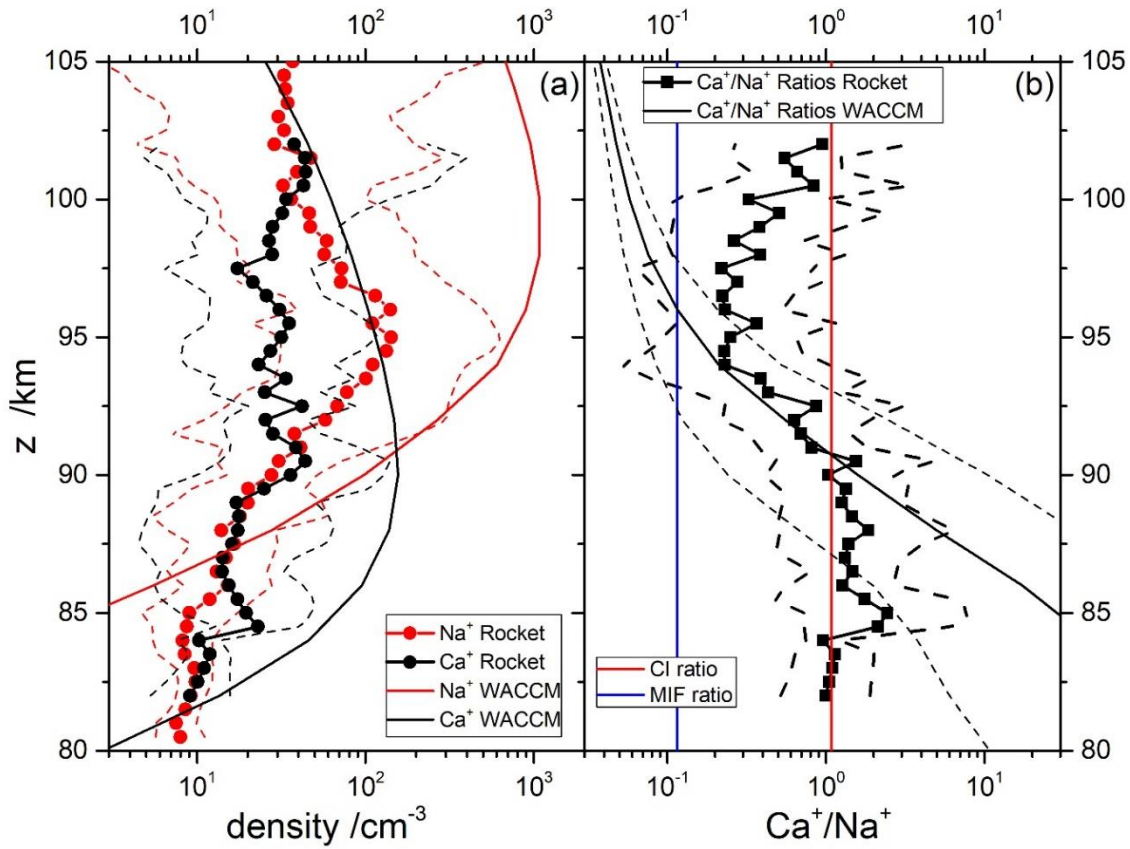 10¹ 10² 10³ 10⁻¹ 10⁰ 10¹
105 105
(a) (b)
Ca⁺/Na⁺ Ratios Rocket
Ca⁺/Na⁺ Ratios WACCM
100 100
95 95
z /km
90 90
85 85
Na⁺ Rocket
Ca⁺ Rocket
Na⁺ WACCM
Ca⁺ WACCM
CI ratio
MIF ratio
80 80
10¹ 10² 10³ 10⁻¹ 10⁰ 10¹
density /cm⁻³ Ca⁺/Na⁺